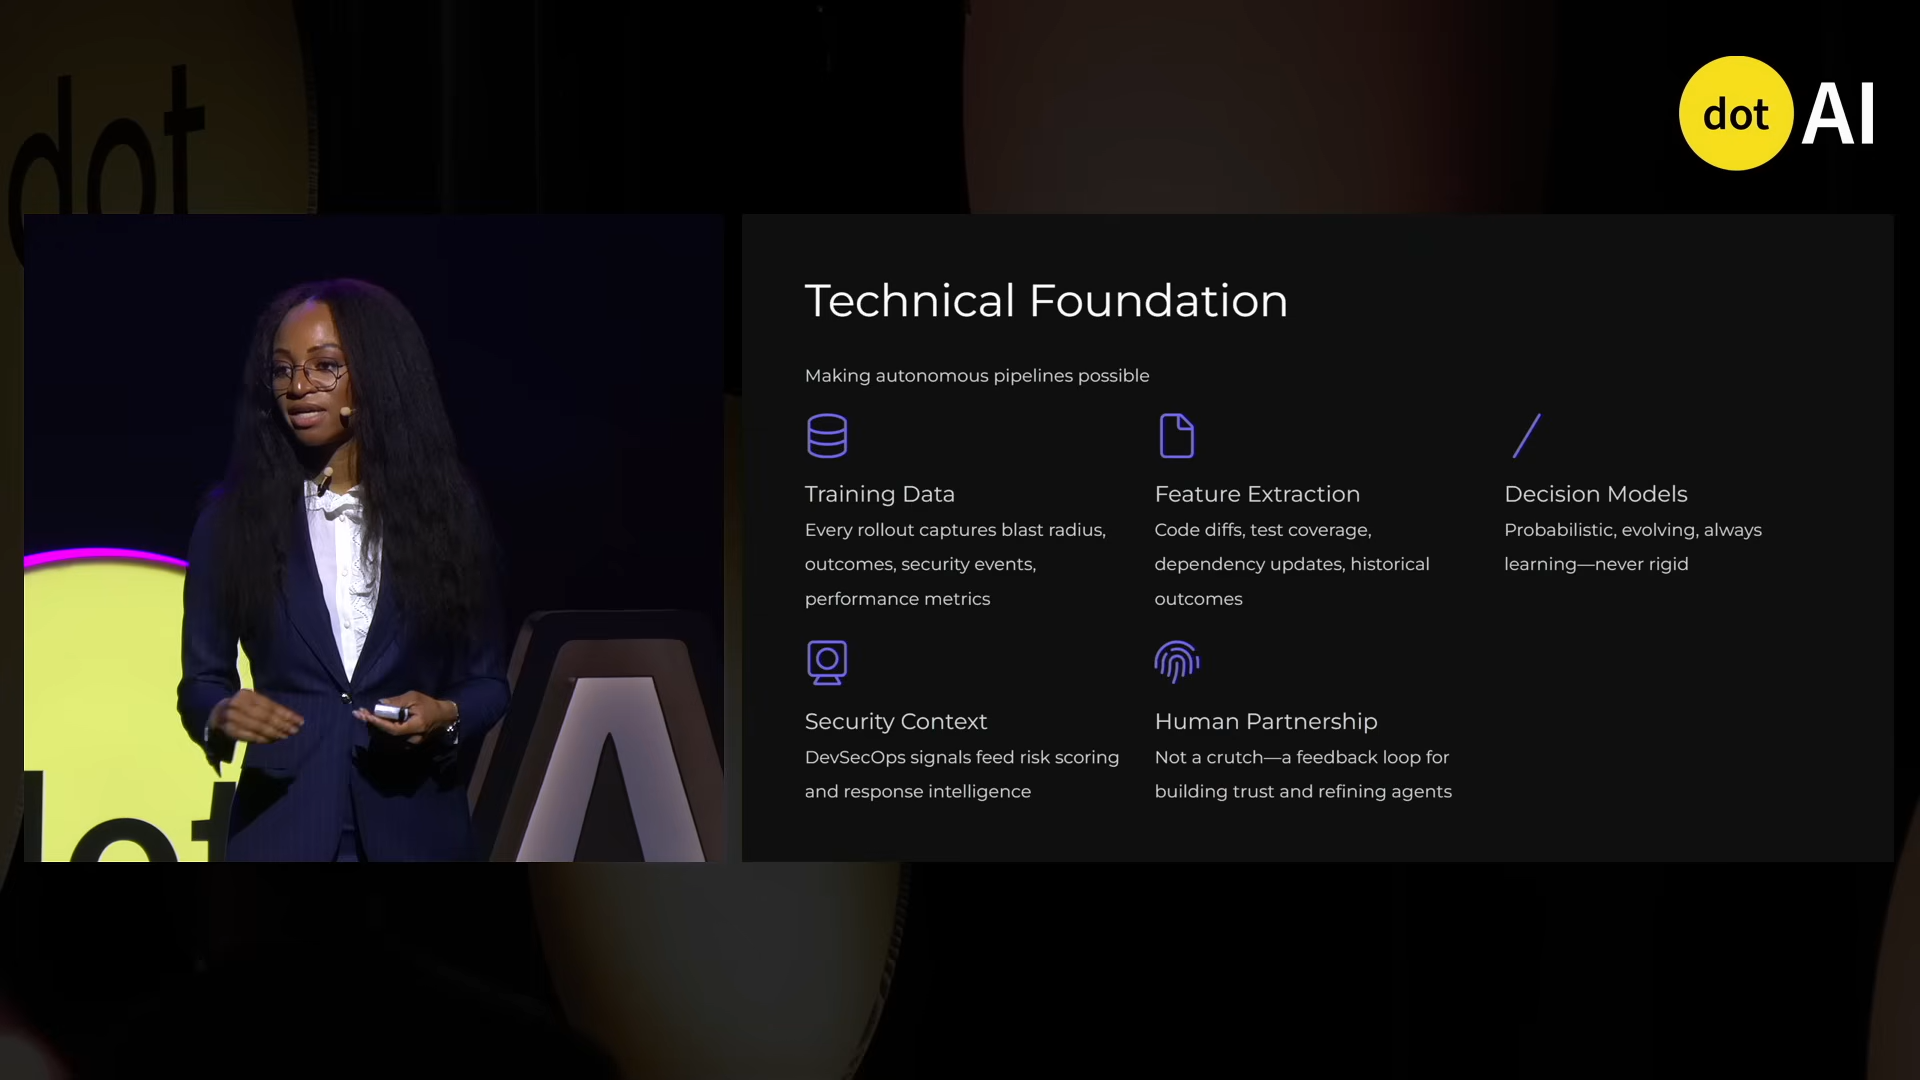 dot
dot AI
Technical Foundation
Making autonomous pipelines possible
Training Data
Every rollout captures blast radius,
outcomes, security events,
performance metrics
Feature Extraction
Code diffs, test coverage,
dependency updates, historical
outcomes
Decision Models
Probabilistic, evolving, always
learning—never rigid
Security Context
DevSecOps signals feed risk scoring
and response intelligence
Human Partnership
Not a crutch—a feedback loop for
building trust and refining agents
dot A